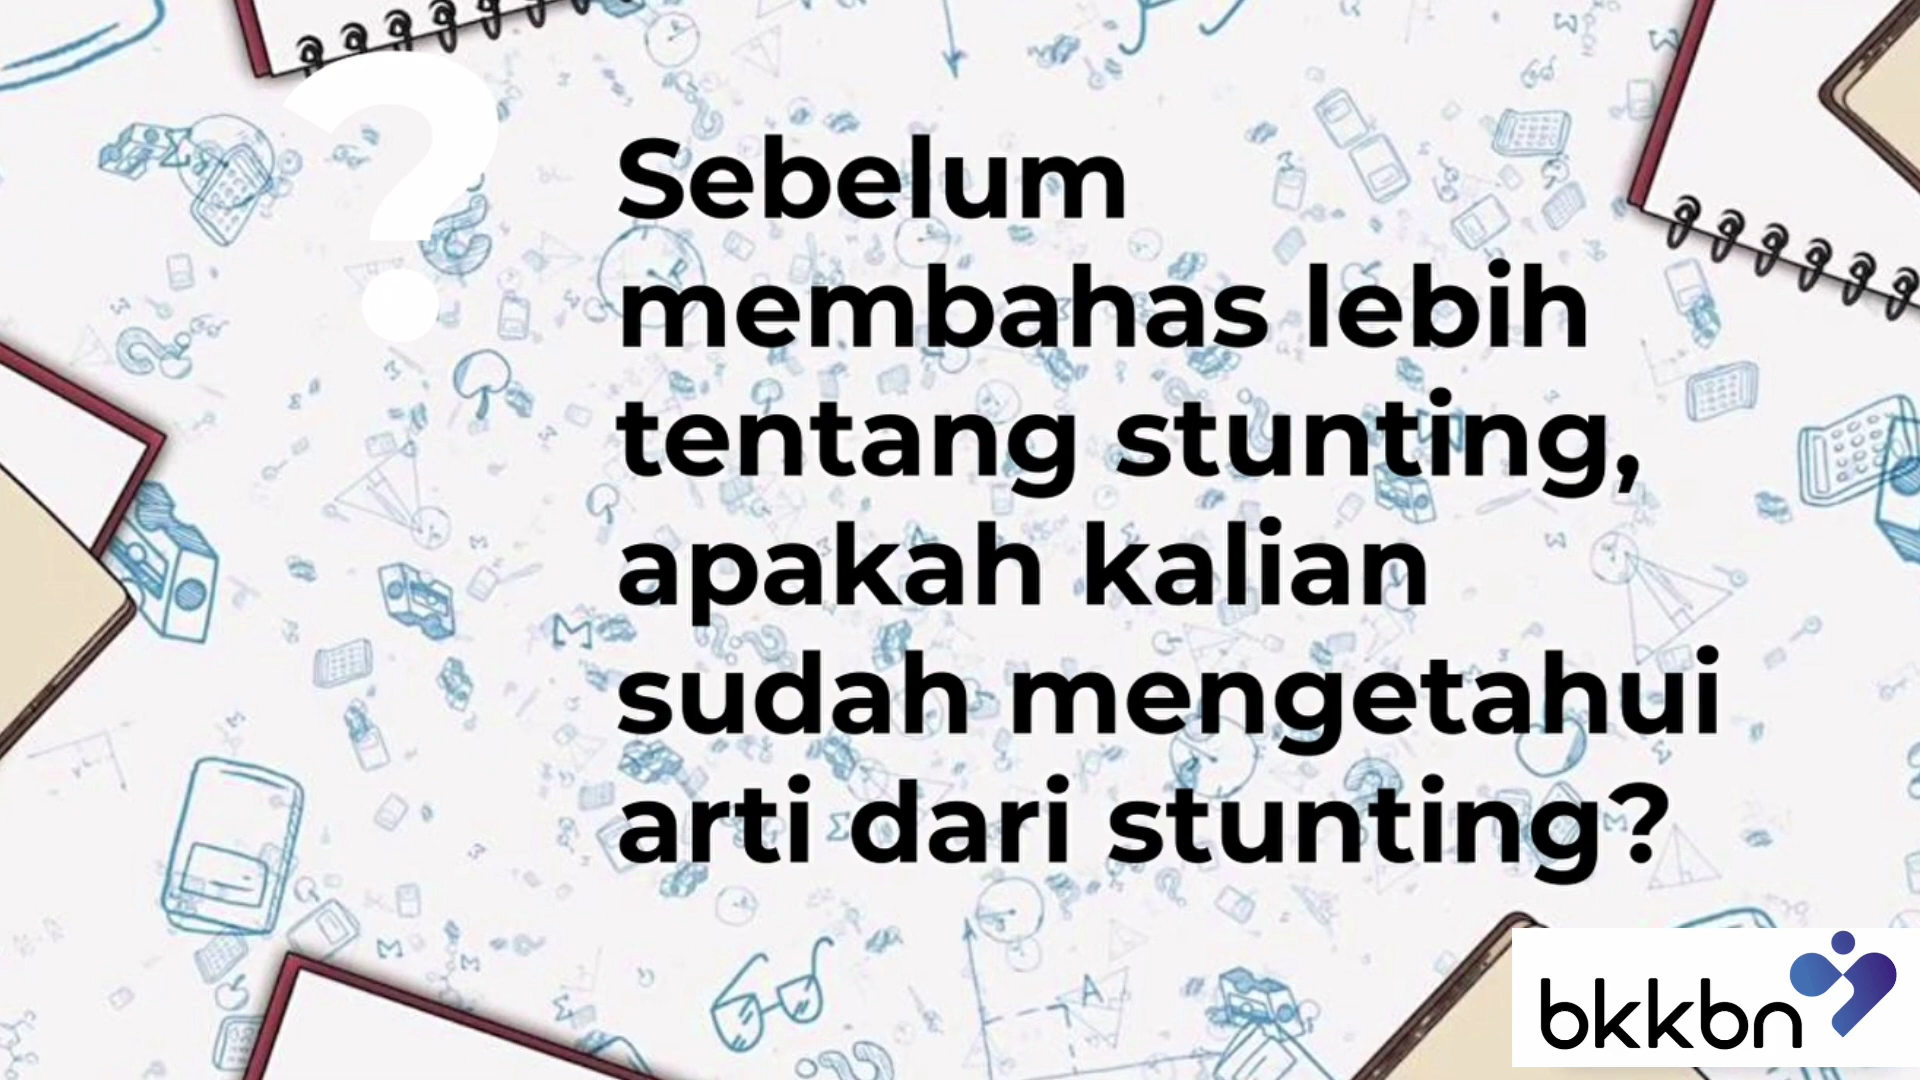 ?
Sebelum
membahas lebih
tentang stunting,
apakah kalian
sudah mengetahui
arti dari stunting?
bkkbn